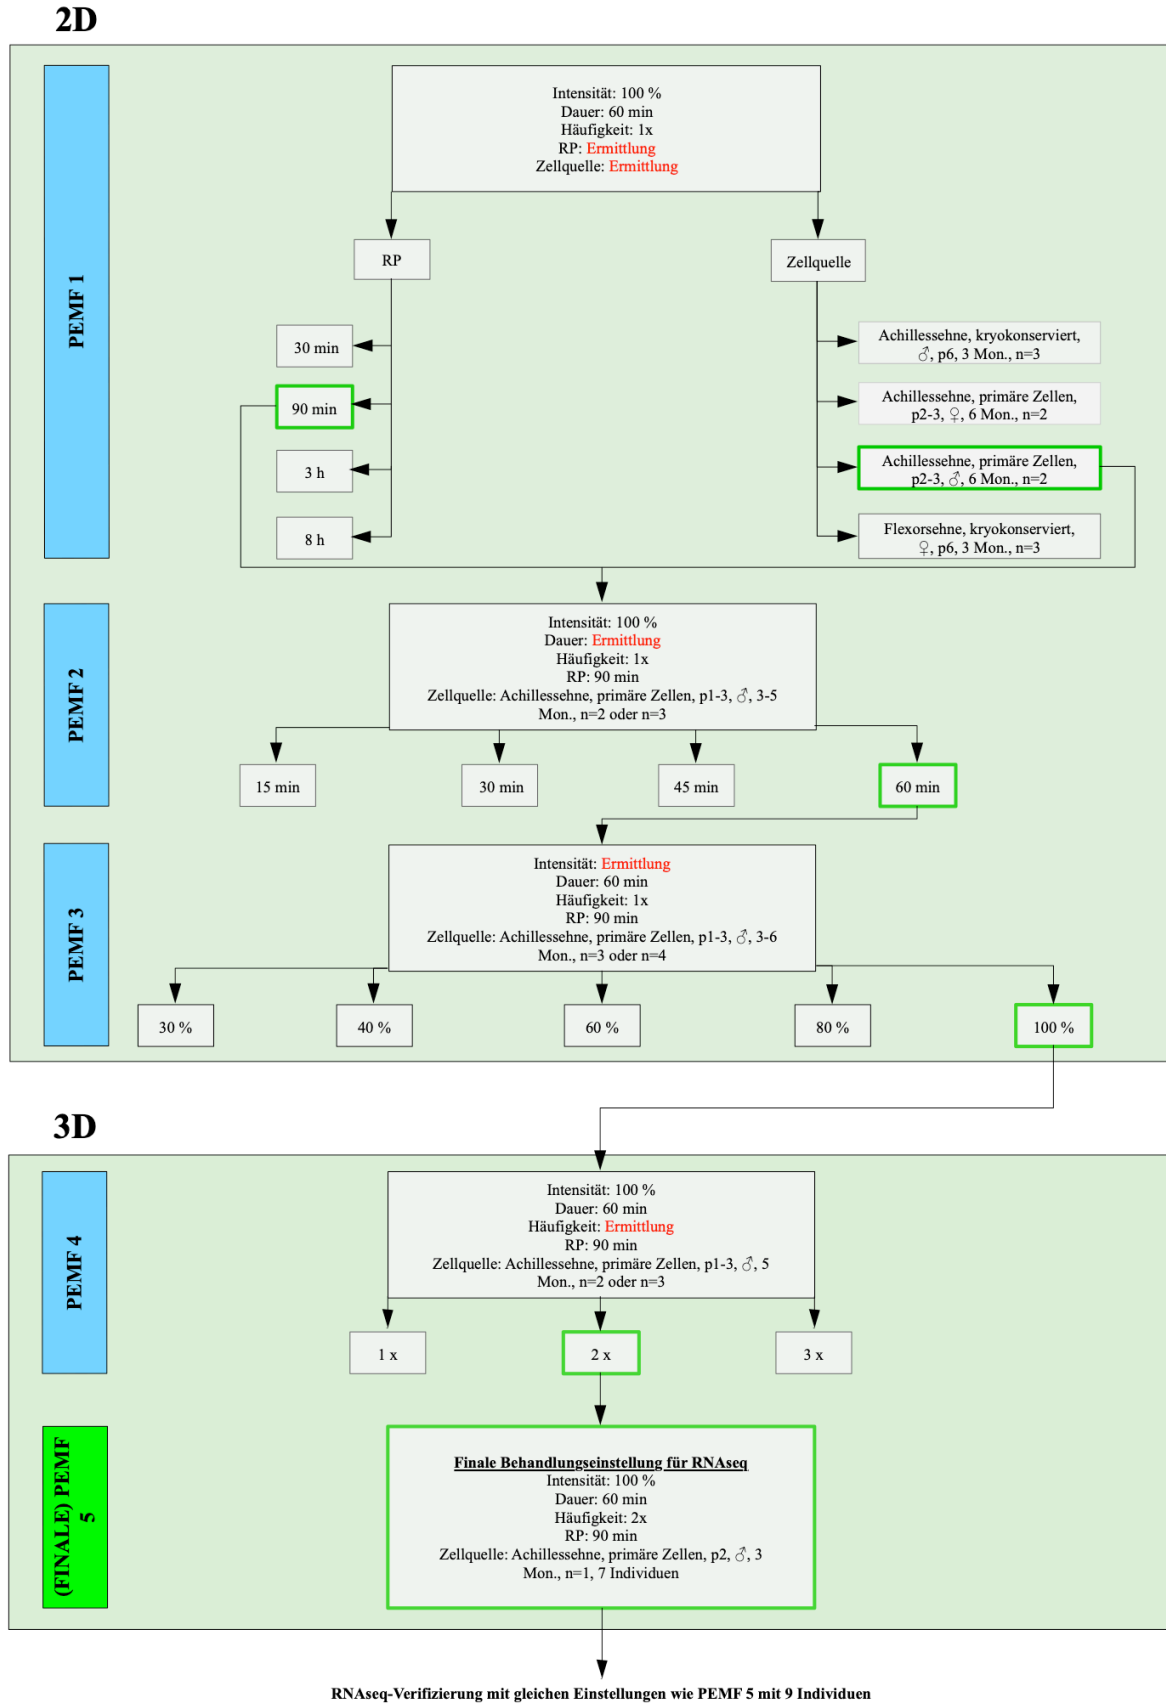 2D
PEMF 1
Intensität: 100 %
Dauer: 60 min
Häufigkeit: 1x
RP: Ermittlung
Zellquelle: Ermittlung
RP
Zellquelle
30 min
90 min
3 h
8 h
Achillessehne, kryokonserviert,
♂, p6, 3 Mon., n=3
Achillessehne, primäre Zellen,
p2-3, ♀, 6 Mon., n=2
Achillessehne, primäre Zellen,
p2-3, ♂, 6 Mon., n=2
Flexorsehne, kryokonserviert,
♀, p6, 3 Mon., n=3
PEMF 2
Intensität: 100 %
Dauer: Ermittlung
Häufigkeit: 1x
RP: 90 min
Zellquelle: Achillessehne, primäre Zellen, p1-3, ♂, 3-5
Mon., n=2 oder n=3
15 min
30 min
45 min
60 min
PEMF 3
Intensität: Ermittlung
Dauer: 60 min
Häufigkeit: 1x
RP: 90 min
Zellquelle: Achillessehne, primäre Zellen, p1-3, ♂, 3-6
Mon., n=3 oder n=4
30 %
40 %
60 %
80 %
100 %
3D
PEMF 4
Intensität: 100 %
Dauer: 60 min
Häufigkeit: Ermittlung
RP: 90 min
Zellquelle: Achillessehne, primäre Zellen, p1-3, ♂, 5
Mon., n=2 oder n=3
1 x
2 x
3 x
(FINALE) PEMF
5
Finale Behandlungseinstellung für RNAseq
Intensität: 100 %
Dauer: 60 min
Häufigkeit: 2x
RP: 90 min
Zellquelle: Achillessehne, primäre Zellen, p2, ♂, 3
Mon., n=1, 7 Individuen
RNAseq-Verifizierung mit gleichen Einstellungen wie PEMF 5 mit 9 Individuen